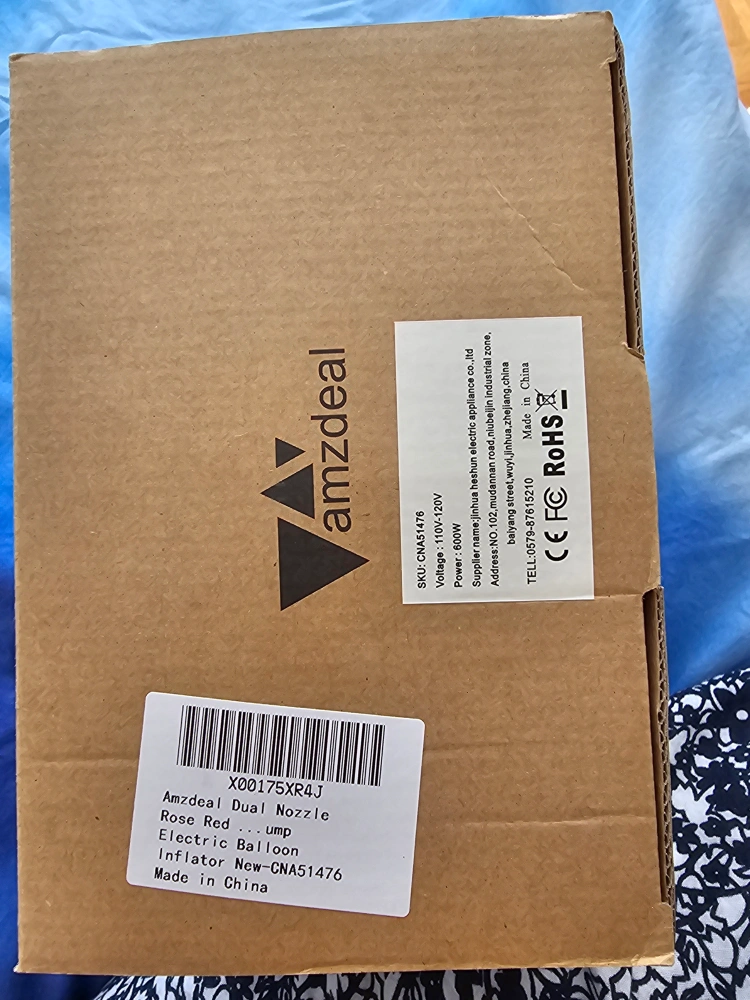 amzdeal
SKU: CNA51476
Voltage : 110V-120V
Power : 600W
Supplier name:jinhua heshun electric appliance co.,ltd
Address:NO.102,mudannan road,niubeijin industrial zone,
baiyang street,wuyi,jinhua,zhejiang,china
TELL:0579-87615210 Made in China
CE FC RoHS
X00175XR4J
Amzdeal Dual Nozzle
Rose Red ...ump
Electric Balloon
Inflator New-CNA51476
Made in China